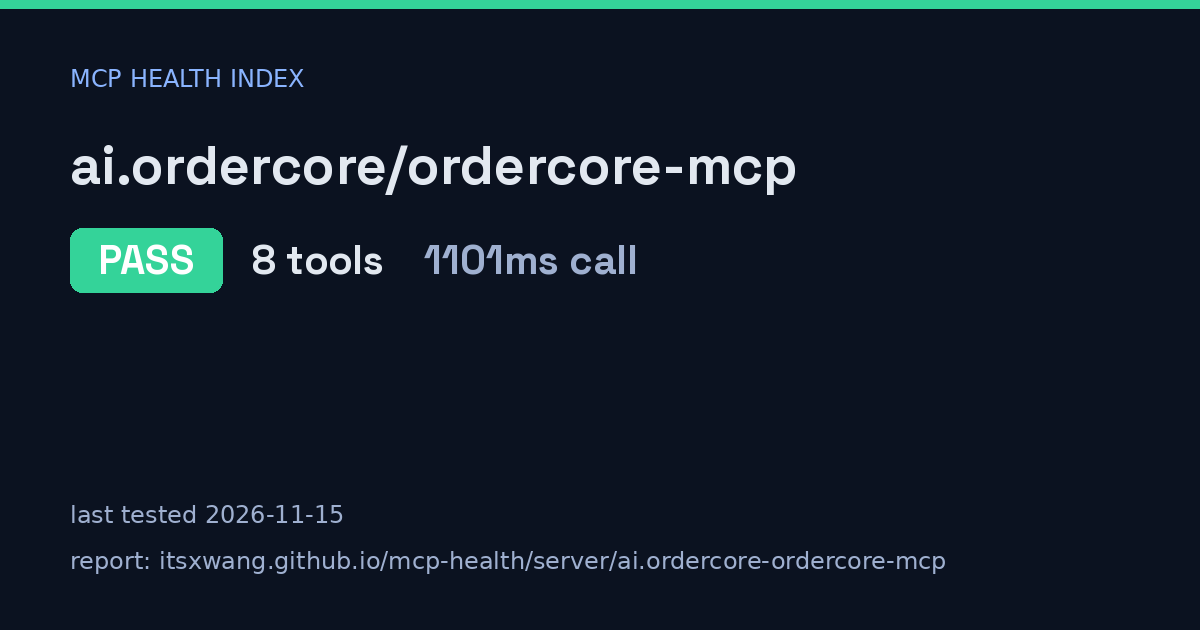 MCP HEALTH INDEX
ai.ordercore/ordercore-mcp
PASS 8 tools 1101ms call
last tested 2026-11-15
report: itsxwang.github.io/mcp-health/server/ai.ordercore-ordercore-mcp